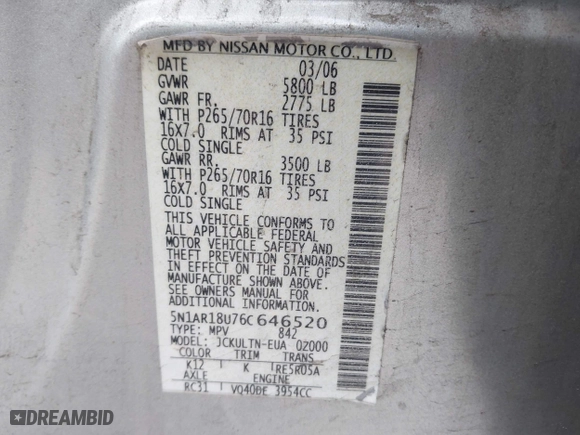 MFD BY NISSAN MOTOR CO., LTD.
DATE 03/06
GVWR 5800 LB
GAWR FR. 2775 LB
WITH P265/70R16 TIRES
16X7.0 RIMS AT 35 PSI
COLD SINGLE
GAWR RR. 3500 LB
WITH P265/70R16 TIRES
16X7.0 RIMS AT 35 PSI
COLD SINGLE
THIS VEHICLE CONFORMS TO
ALL APPLICABLE FEDERAL
MOTOR VEHICLE SAFETY AND
THEFT PREVENTION STANDARDS
IN EFFECT ON THE DATE OF
MANUFACTURE SHOWN ABOVE.
SEE OWNERS MANUAL FOR
ADDITIONAL INFORMATION.
5N1AR18U76C646520
TYPE: MPV 842
MODEL: JCKULTN-EUA 02000
COLOR TRIM TRANS
K12 K RE5R05A
AXLE ENGINE
RC31 VQ40DE 3954CC
DREAMBID